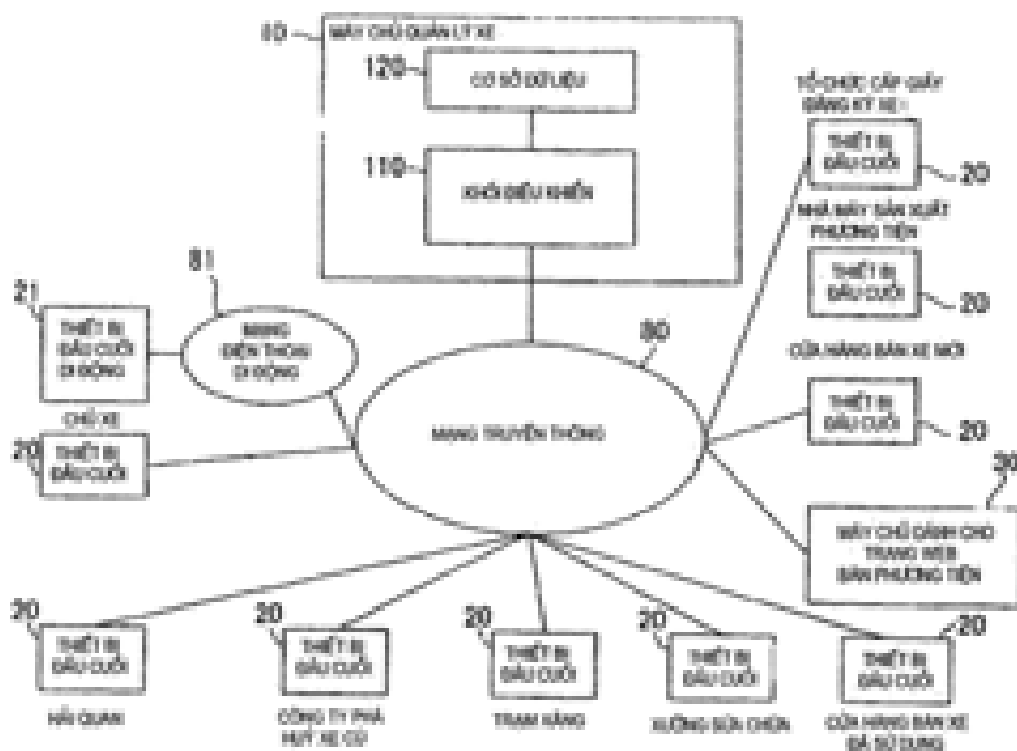 10
MÁY CHỦ QUẢN LÝ XE
120
CƠ SỞ DỮ LIỆU
110
KHỐI ĐIỀU KHIỂN
TỔ CHỨC CẤP GIẤY
ĐĂNG KÝ XE
THIẾT BỊ
ĐẦU CUỐI
20
NHÀ MÁY SẢN XUẤT
PHƯƠNG TIỆN
THIẾT BỊ
ĐẦU CUỐI
20
CỬA HÀNG BÁN XE MỚI
THIẾT BỊ
ĐẦU CUỐI
20
30
MÁY CHỦ DÀNH CHO
TRANG WEB
BÁN PHƯƠNG TIỆN
21
THIẾT BỊ
ĐẦU CUỐI
DI ĐỘNG
81
MẠNG
ĐIỆN THOẠI
DI ĐỘNG
80
MẠNG TRUYỀN THÔNG
CHỦ XE
20
THIẾT BỊ
ĐẦU CUỐI
20
THIẾT BỊ
ĐẦU CUỐI
HẢI QUAN
20
THIẾT BỊ
ĐẦU CUỐI
CÔNG TY PHÁ
HUỶ XE CŨ
20
THIẾT BỊ
ĐẦU CUỐI
TRẠM XĂNG
20
THIẾT BỊ
ĐẦU CUỐI
XƯỞNG SỬA CHỮA
20
THIẾT BỊ
ĐẦU CUỐI
CỬA HÀNG BÁN XE
ĐÃ SỬ DỤNG